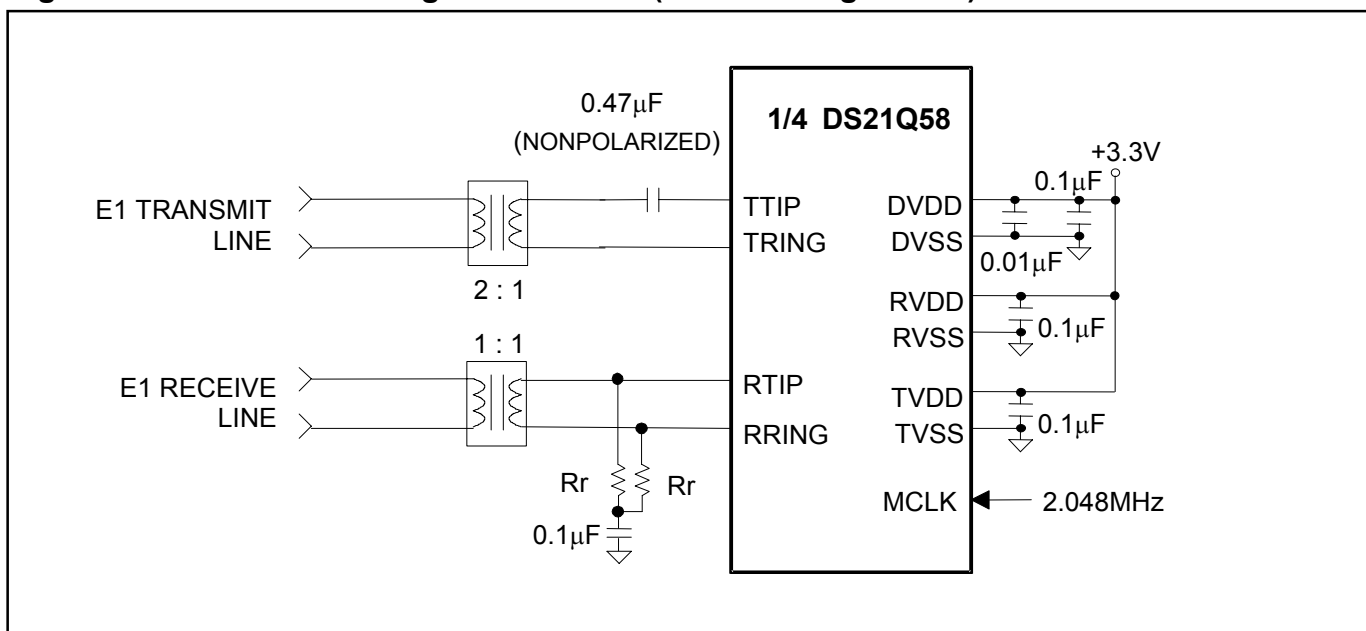 0.47µF
(NONPOLARIZED)
1/4 DS21Q58
+3.3V
0.1µF
E1 TRANSMIT
LINE
2 : 1
TTIP
TRING
DVDD
DVSS
0.01µF
RVDD
RVSS
0.1µF
1 : 1
E1 RECEIVE
LINE
RTIP
RRING
TVDD
TVSS
0.1µF
Rr
Rr
0.1µF
MCLK
2.048MHz